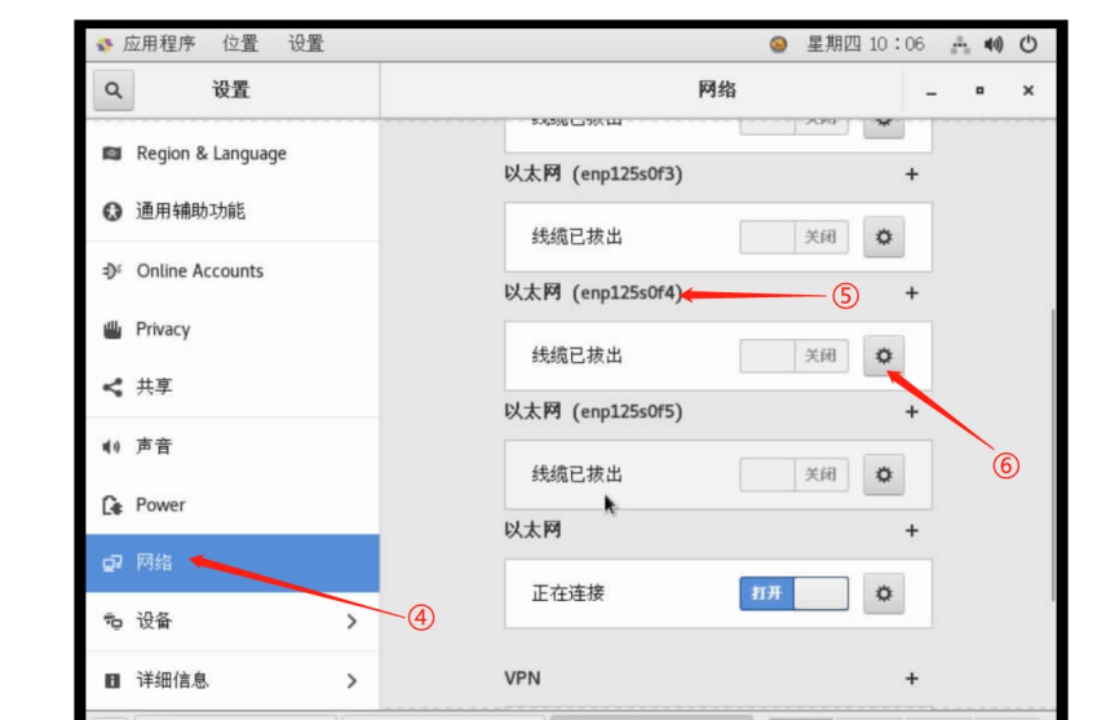 应用程序 位置 设置 星期四 10：06
设置 网络
线缆已拔出 关闭
Region & Language
以太网 (enp125s0f3)
通用辅助功能
线缆已拔出 关闭
Online Accounts
以太网 (enp125s0f4) ⑤
Privacy
线缆已拔出 关闭
共享
以太网 (enp125s0f5)
声音
⑥
线缆已拔出 关闭
Power
以太网
网络
正在连接 打开
④
设备
详细信息
VPN